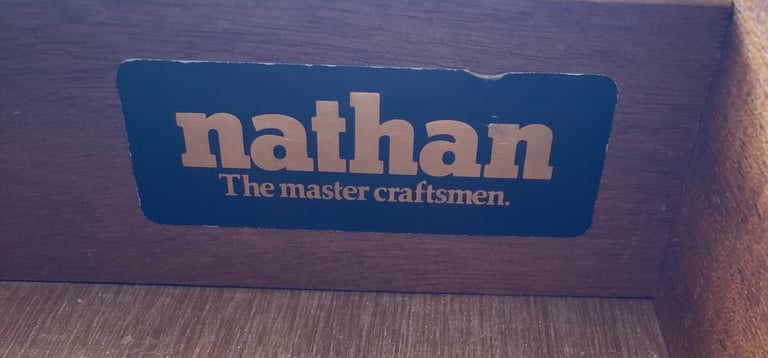 nathan
The master craftsmen.